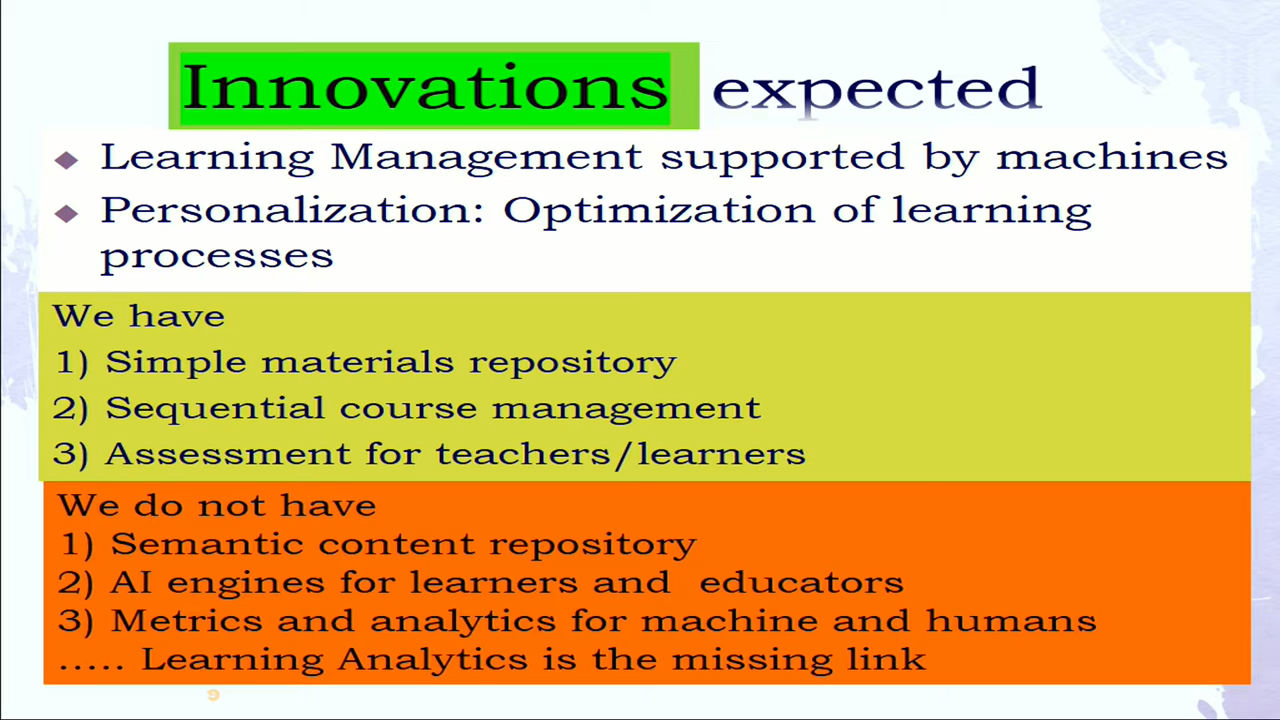 Innovations expected
◆ Learning Management supported by machines
◆ Personalization: Optimization of learning
processes
We have
1) Simple materials repository
2) Sequential course management
3) Assessment for teachers/learners
We do not have
1) Semantic content repository
2) AI engines for learners and educators
3) Metrics and analytics for machine and humans
..... Learning Analytics is the missing link
9